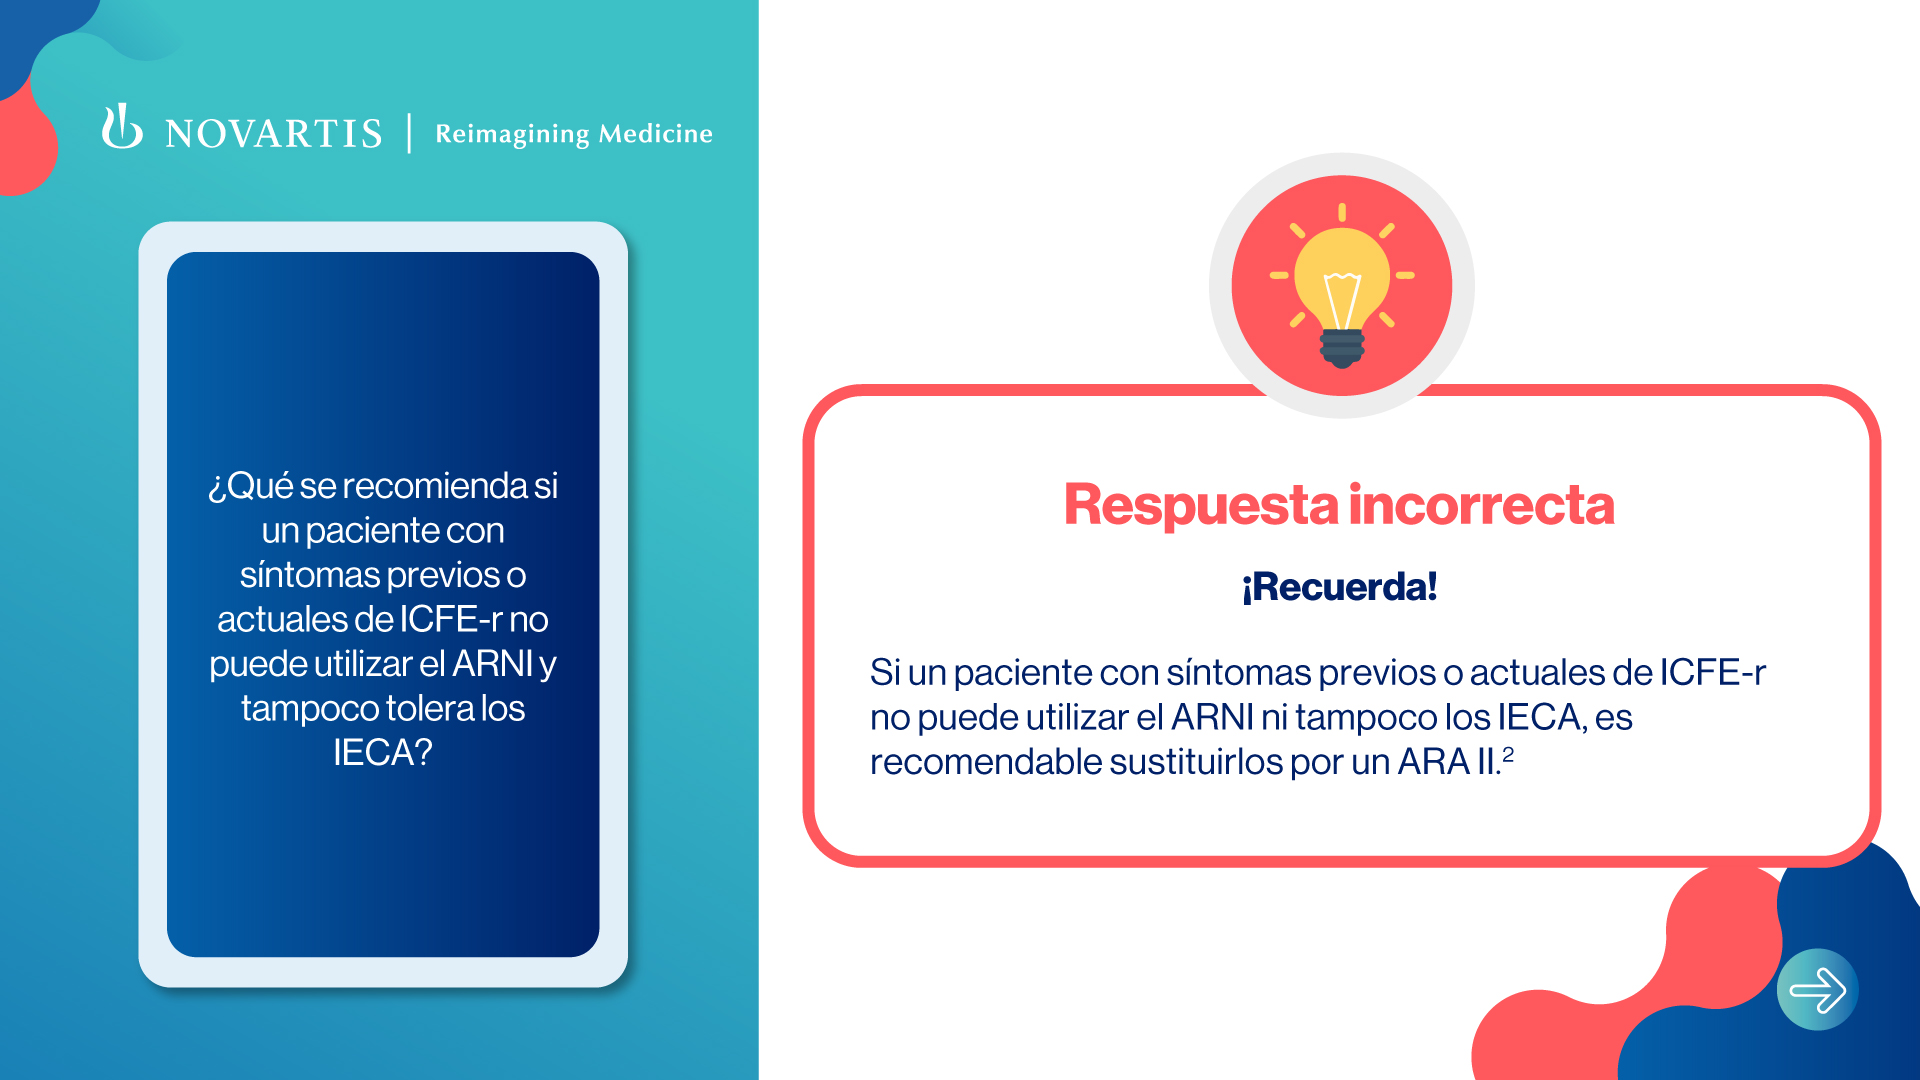 NOVARTIS | Reimagining Medicine
¿Qué se recomienda si
un paciente con
síntomas previos o
actuales de ICFE-r no
puede utilizar el ARNI y
tampoco tolera los
IECA?
Respuesta incorrecta
¡Recuerda!
Si un paciente con síntomas previos o actuales de ICFE-r
no puede utilizar el ARNI ni tampoco los IECA, es
recomendable sustituirlos por un ARA II.²